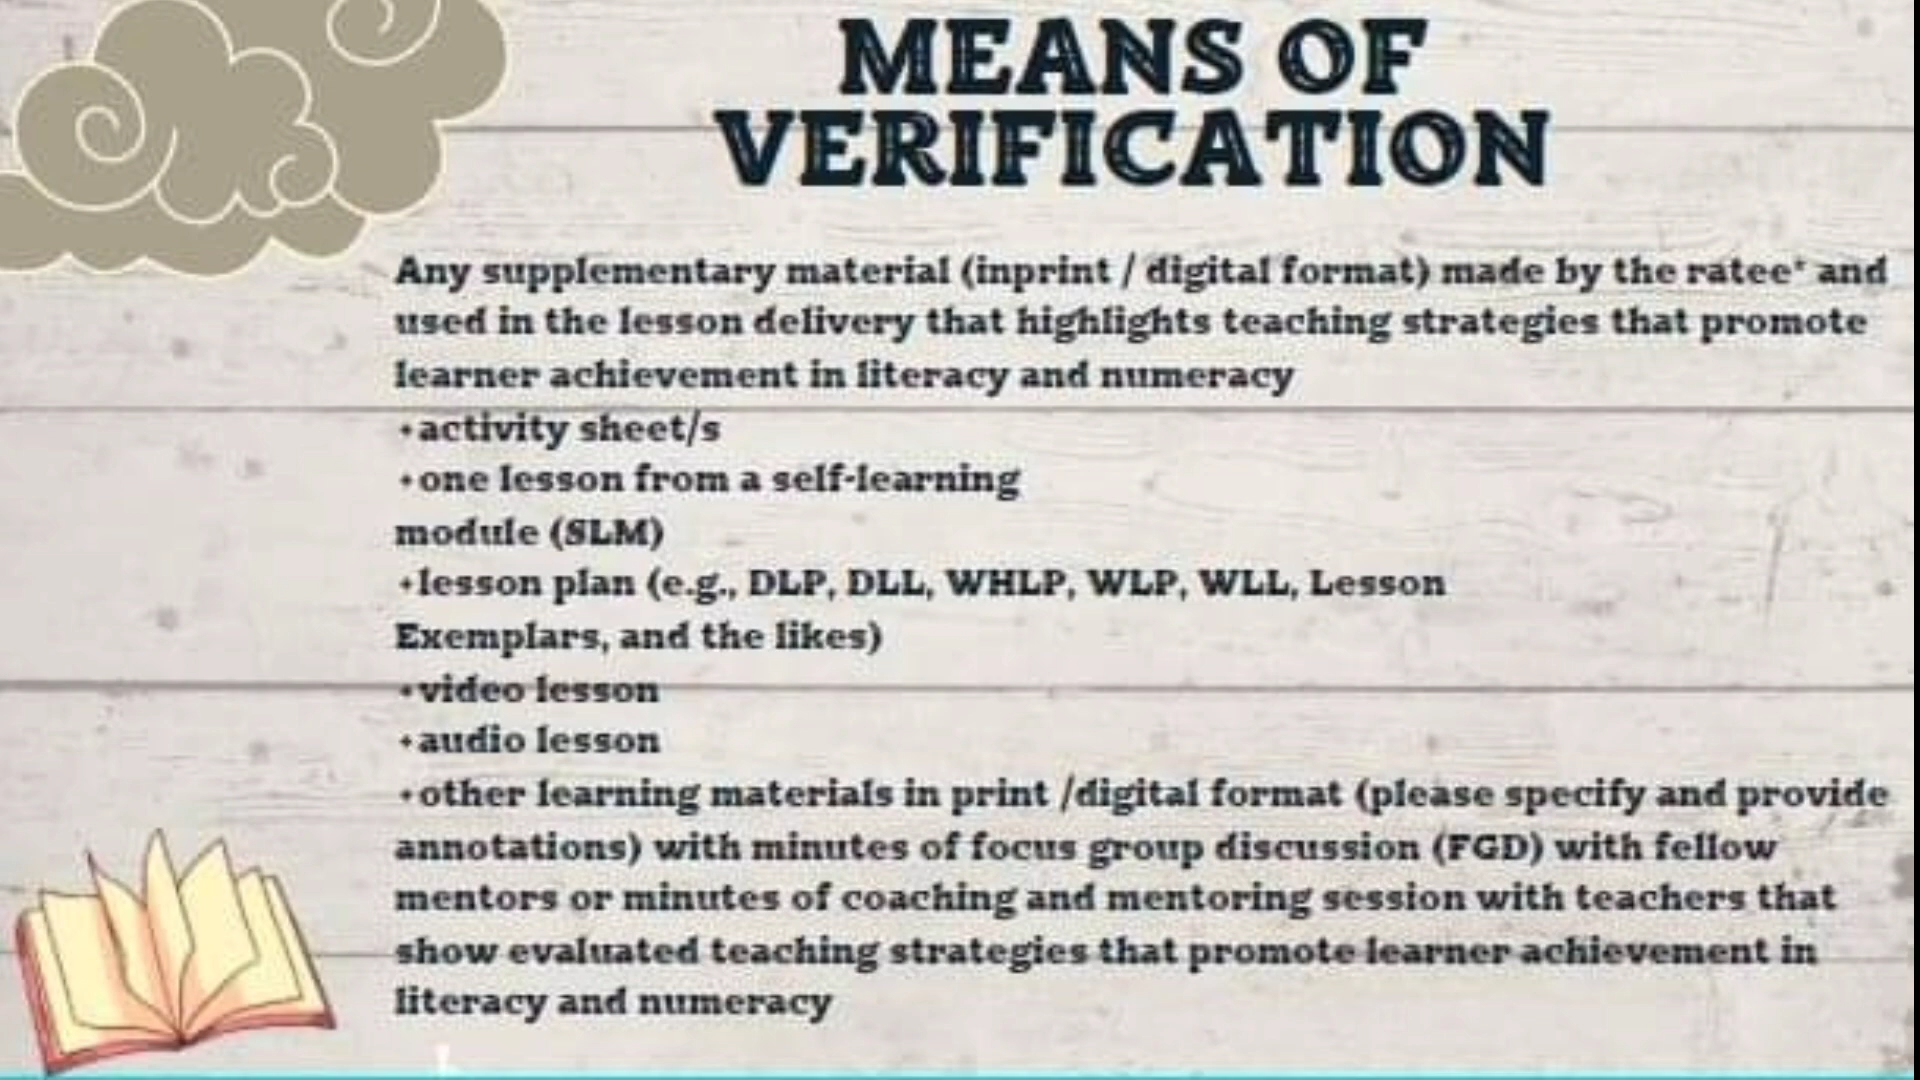 MEANS OF
VERIFICATION
Any supplementary material (inprint / digital format) made by the ratee* and
used in the lesson delivery that highlights teaching strategies that promote
learner achievement in literacy and numeracy
•activity sheet/s
•one lesson from a self-learning
module (SLM)
•lesson plan (e.g., DLP, DLL, WHLP, WLP, WLL, Lesson
Exemplars, and the likes)
•video lesson
•audio lesson
•other learning materials in print /digital format (please specify and provide
annotations) with minutes of focus group discussion (FGD) with fellow
mentors or minutes of coaching and mentoring session with teachers that
show evaluated teaching strategies that promote learner achievement in
literacy and numeracy